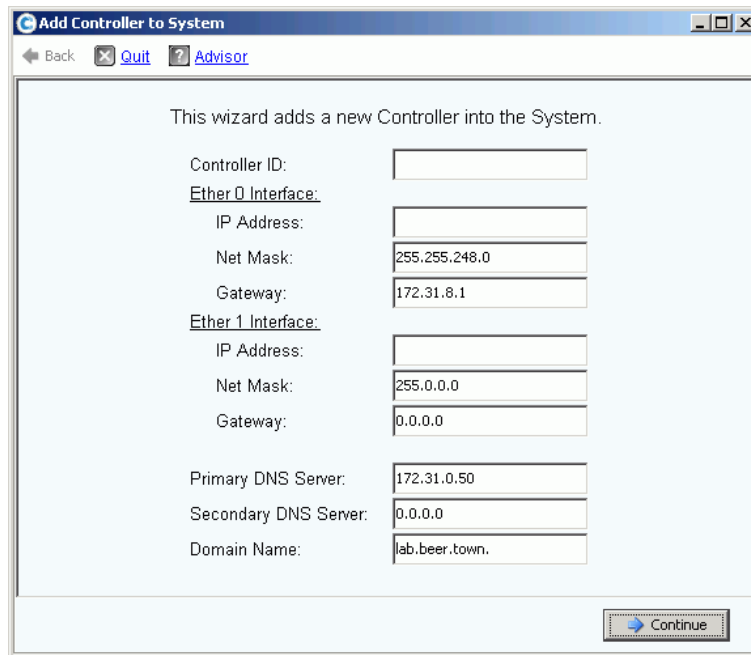 Add Controller to System
Back Quit Advisor
This wizard adds a new Controller into the System.
Controller ID:
Ether 0 Interface:
IP Address:
Net Mask: 255.255.248.0
Gateway: 172.31.8.1
Ether 1 Interface:
IP Address:
Net Mask: 255.0.0.0
Gateway: 0.0.0.0
Primary DNS Server: 172.31.0.50
Secondary DNS Server: 0.0.0.0
Domain Name: lab.beer.town.
Continue